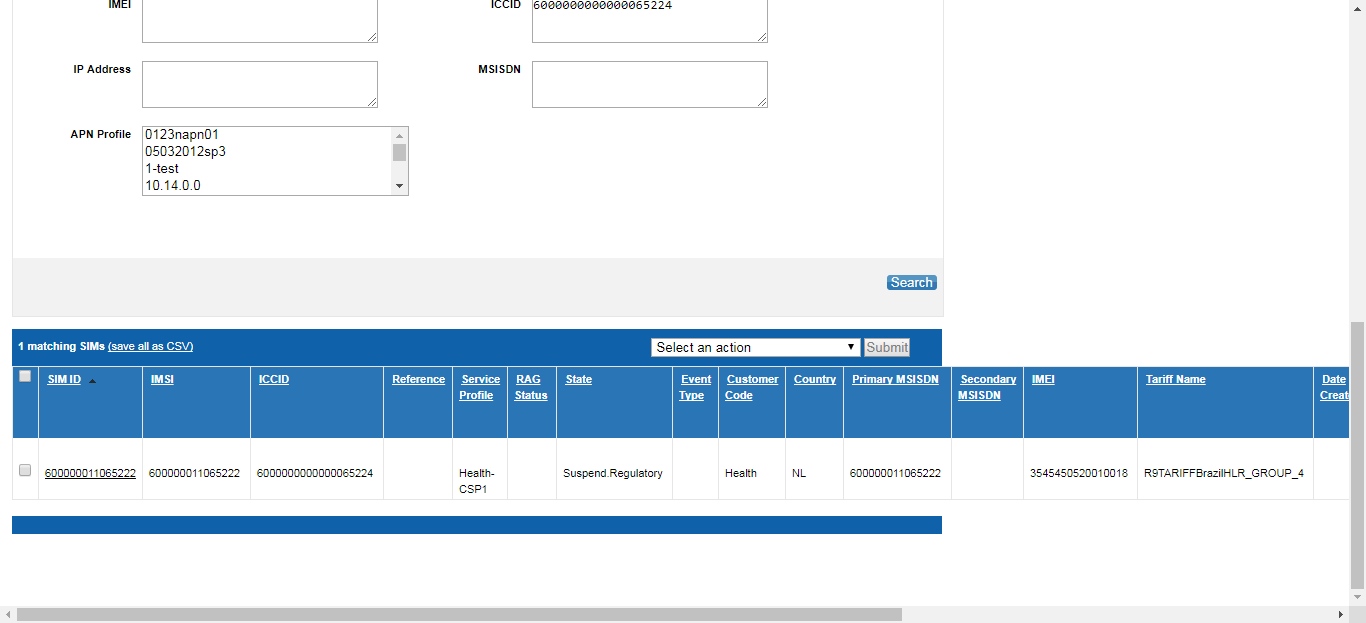 IMEI
ICCID
6000000000000065224
IP Address
MSISDN
APN Profile
0123napn01
05032012sp3
1-test
10.14.0.0
Search
1 matching SIMs (save all as CSV)
Select an action
Submit
SIM ID
IMSI
ICCID
Reference
Service
Profile
RAG
Status
State
Event
Type
Customer
Code
Country
Primary MSISDN
Secondary
MSISDN
IMEI
Tariff Name
Date
Creat
600000011065222
600000011065222
6000000000000065224
Health-
CSP1
Suspend.Regulatory
Health
NL
600000011065222
3545450520010018
R9TARIFFBrazilHLR_GROUP_4